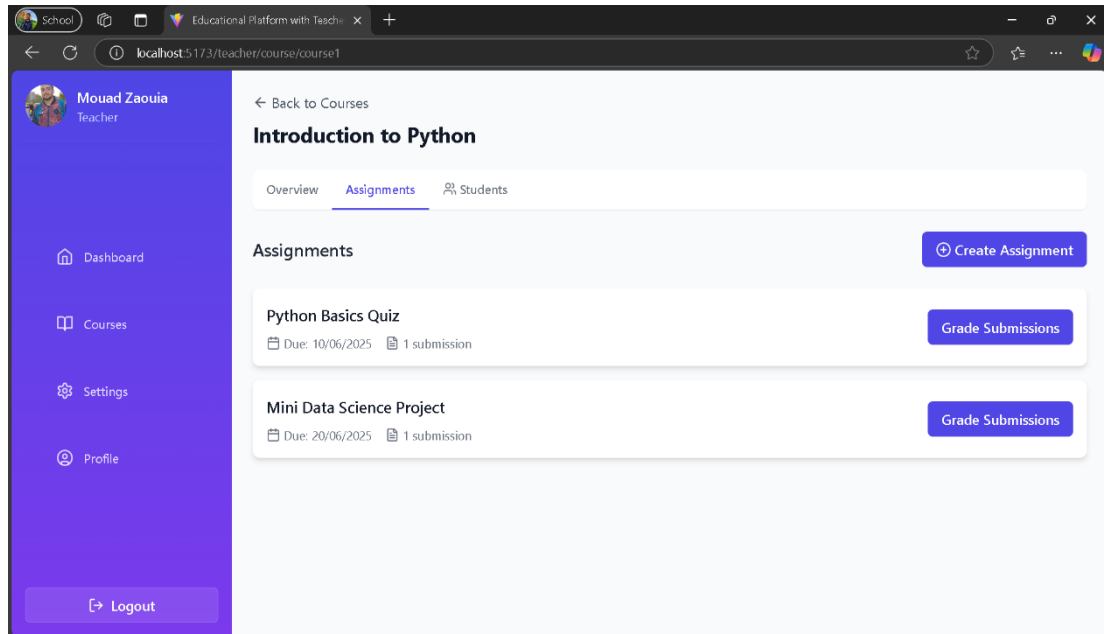 School
Educational Platform with Teache
localhost:5173/teacher/course/course1
Mouad Zaouia
Teacher
Dashboard
Courses
Settings
Profile
Logout
← Back to Courses
Introduction to Python
Overview Assignments Students
Assignments
Create Assignment
Python Basics Quiz
Due: 10/06/2025 1 submission
Grade Submissions
Mini Data Science Project
Due: 20/06/2025 1 submission
Grade Submissions